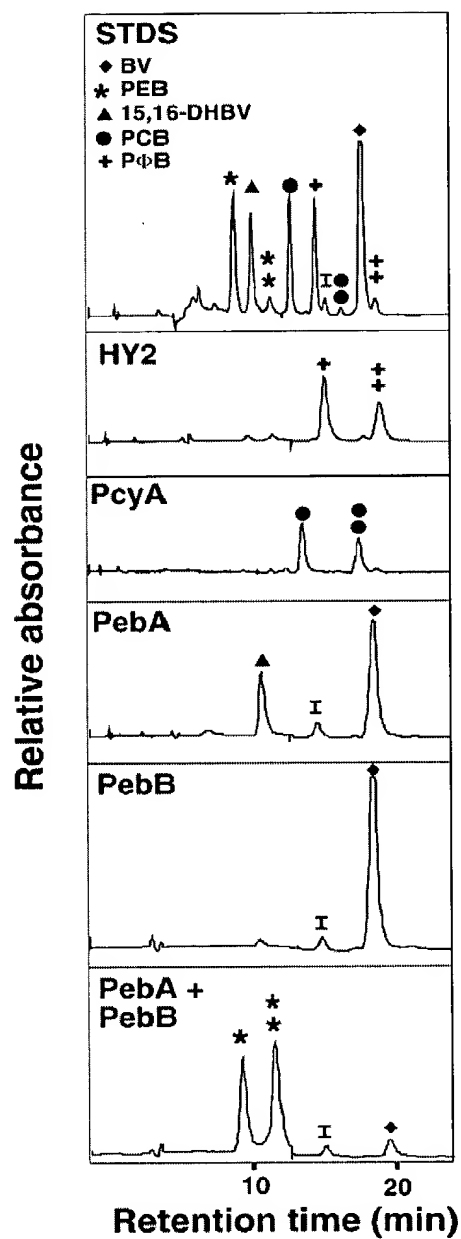 STDS
◆ BV
* PEB
▲ 15,16-DHBV
● PCB
+ PΦB
I
HY2
PcyA
PebA
I
PebB
I
PebA +
PebB
I
Relative absorbance
10 20
Retention time (min)